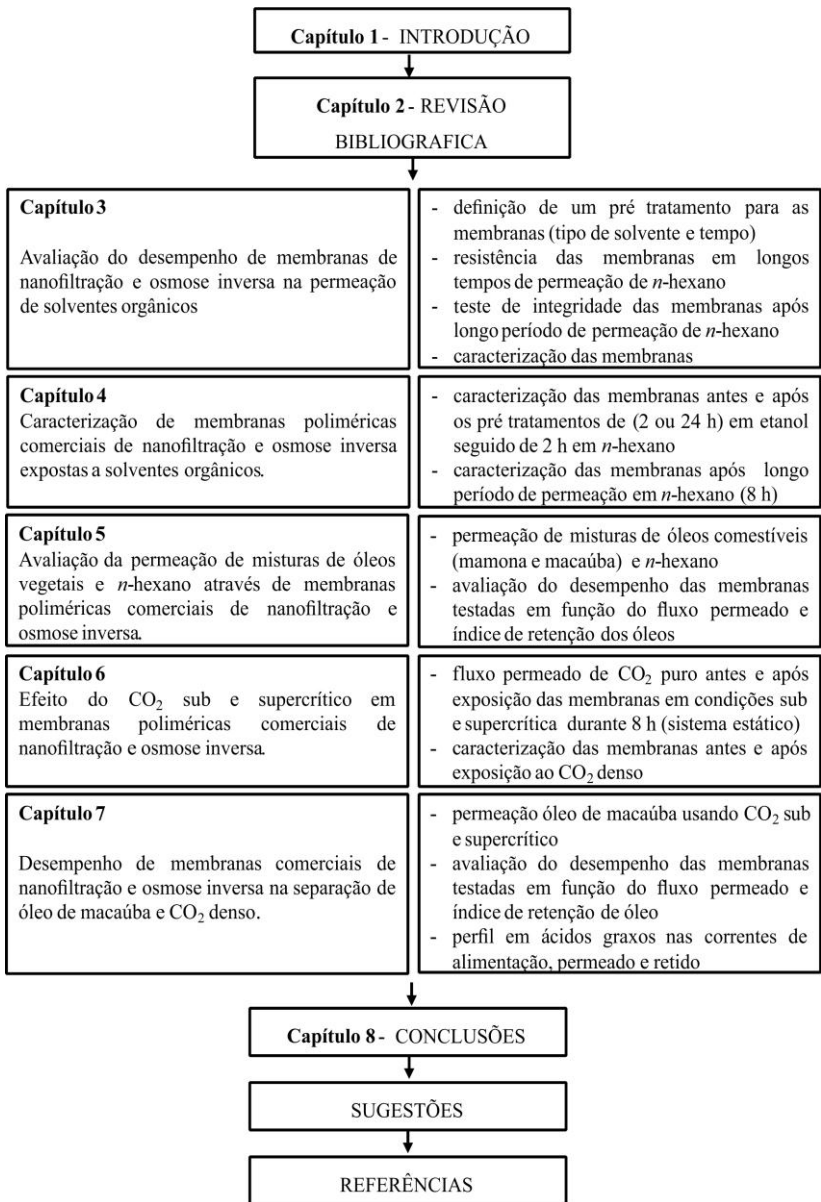 Capítulo 1 - INTRODUÇÃO
Capítulo 2 - REVISÃO
BIBLIOGRAFICA
Capítulo 3
Avaliação do desempenho de membranas de
nanofiltração e osmose inversa na permeação
de solventes orgânicos
- definição de um pré tratamento para as
membranas (tipo de solvente e tempo)
- resistência das membranas em longos
tempos de permeação de n-hexano
- teste de integridade das membranas após
longo período de permeação de n-hexano
- caracterização das membranas
Capítulo 4
Caracterização de membranas poliméricas
comerciais de nanofiltração e osmose inversa
expostas a solventes orgânicos.
- caracterização das membranas antes e após
os pré tratamentos de (2 ou 24 h) em etanol
seguido de 2 h em n-hexano
- caracterização das membranas após longo
período de permeação em n-hexano (8 h)
Capítulo 5
Avaliação da permeação de misturas de óleos
vegetais e n-hexano através de membranas
poliméricas comerciais de nanofiltração e
osmose inversa.
- permeação de misturas de óleos comestíveis
(mamona e macaúba) e n-hexano
- avaliação do desempenho das membranas
testadas em função do fluxo permeado e
índice de retenção dos óleos
Capítulo 6
Efeito do CO₂ sub e supercrítico em
membranas poliméricas comerciais de
nanofiltração e osmose inversa.
- fluxo permeado de CO₂ puro antes e após
exposição das membranas em condições sub
e supercrítica durante 8 h (sistema estático)
- caracterização das membranas antes e após
exposição ao CO₂ denso
Capítulo 7
Desempenho de membranas comerciais de
nanofiltração e osmose inversa na separação de
óleo de macaúba e CO₂ denso.
- permeação óleo de macaúba usando CO₂ sub
e supercrítico
- avaliação do desempenho das membranas
testadas em função do fluxo permeado e
índice de retenção de óleo
- perfil em ácidos graxos nas correntes de
alimentação, permeado e retido
Capítulo 8 - CONCLUSÕES
SUGESTÕES
REFERÊNCIAS